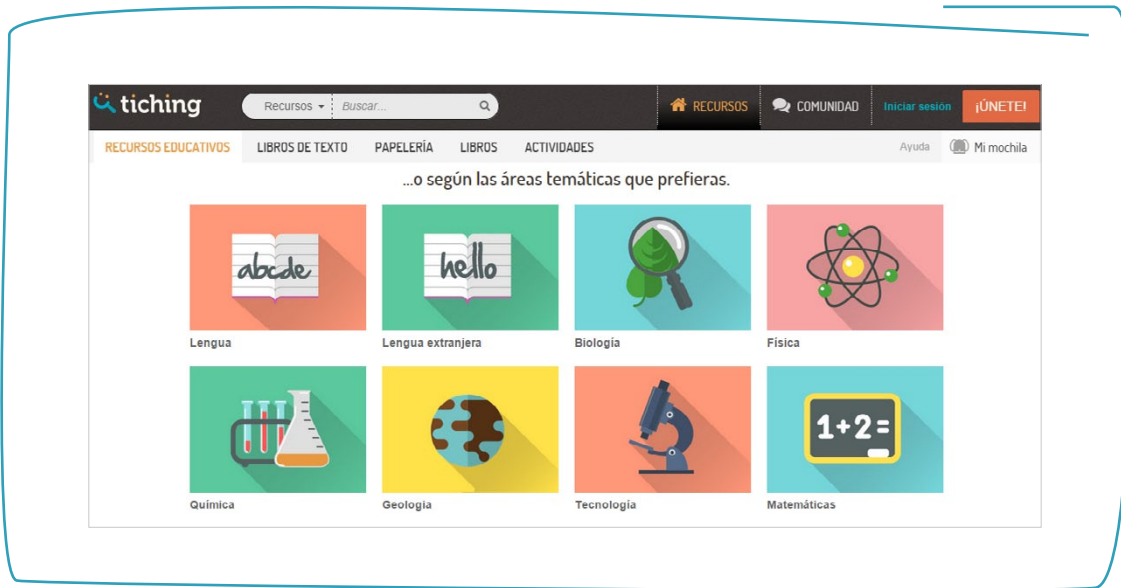 tiching Recursos Buscar... RECURSOS COMUNIDAD Iniciar sesión ¡ÚNETE!
RECURSOS EDUCATIVOS LIBROS DE TEXTO PAPELERÍA LIBROS ACTIVIDADES Ayuda Mi mochila
...o según las áreas temáticas que prefieras.
abcde hello
Lengua Lengua extranjera Biología Física
1+2=
Química Geología Tecnología Matemáticas